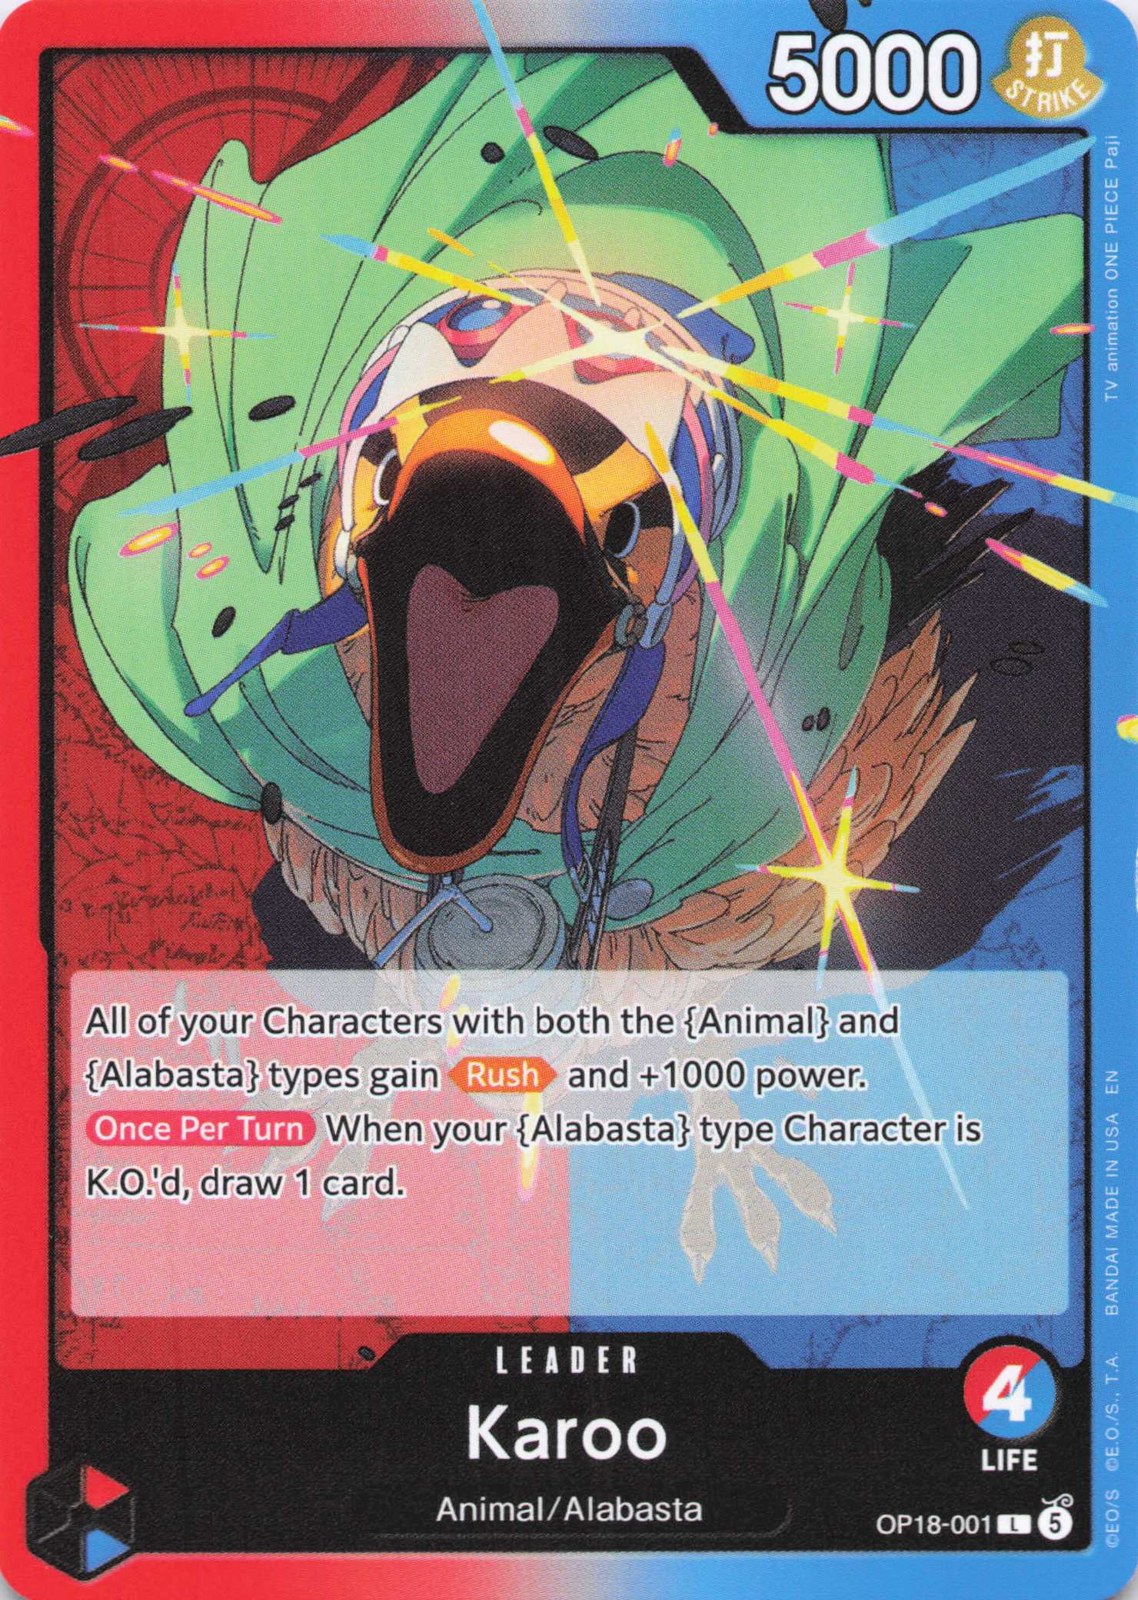 5000
打
STRIKE
TV animation ONE PIECE Paji
All of your Characters with both the {Animal} and
{Alabasta} types gain Rush and +1000 power.
Once Per Turn When your {Alabasta} type Character is
K.O.'d, draw 1 card.
LEADER
Karoo
Animal/Alabasta
4
LIFE
OP18-001 L 5
©EO/S ©E.O./S., T.A. BANDAI MADE IN USA EN